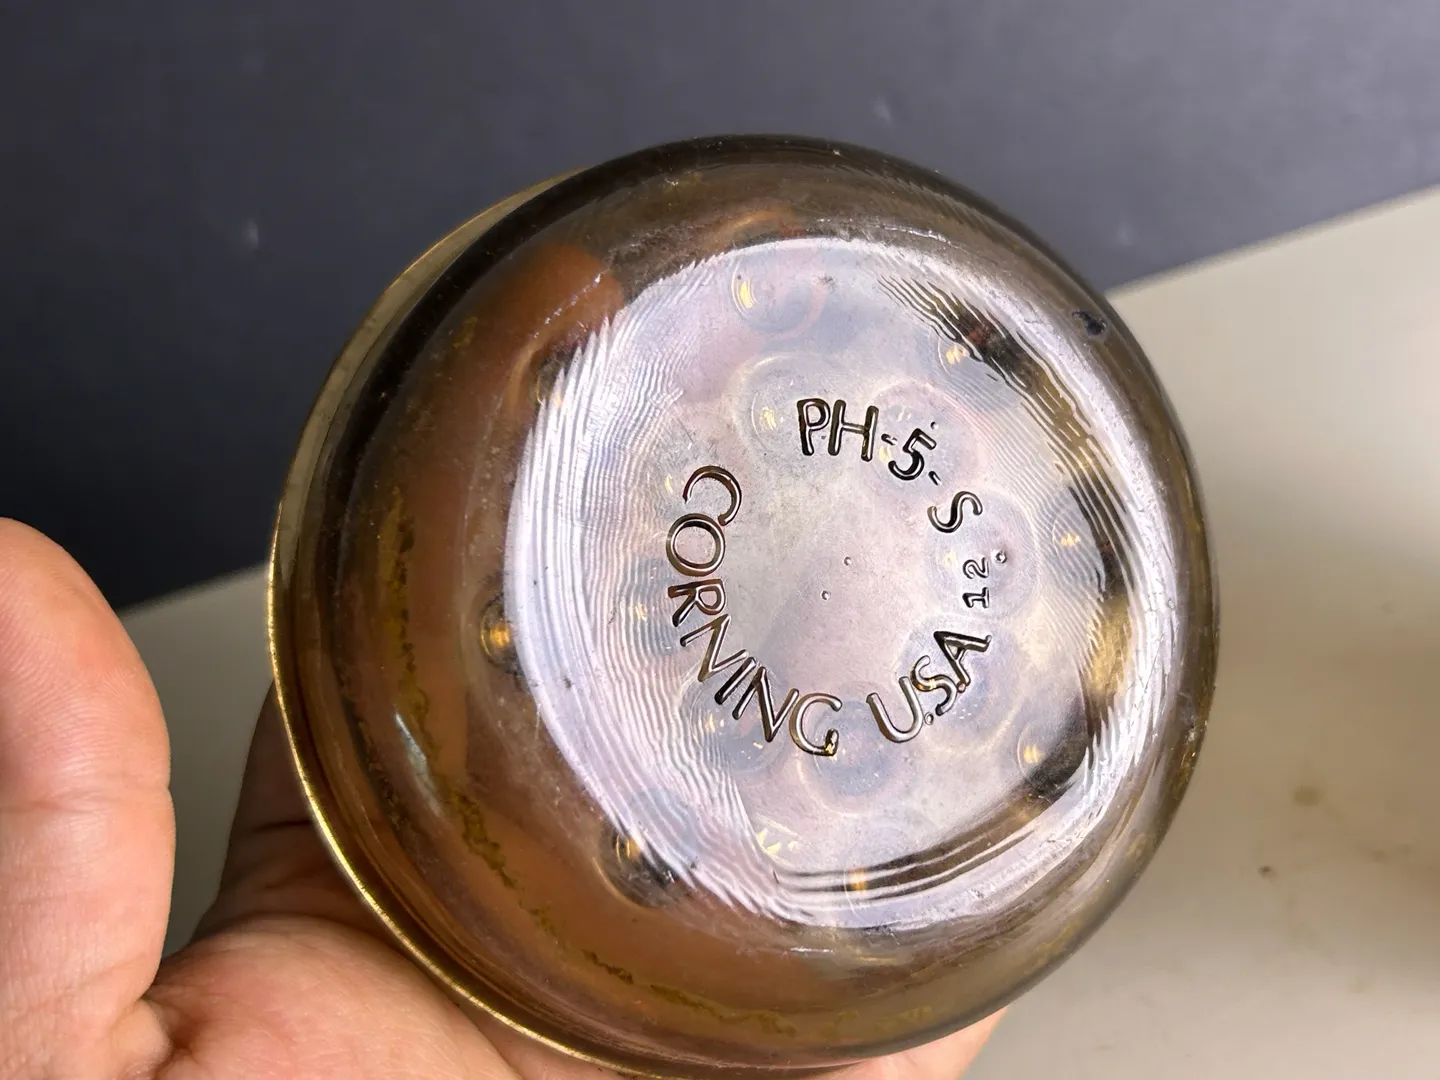 PH-5-S
CORNING U.S.A
12